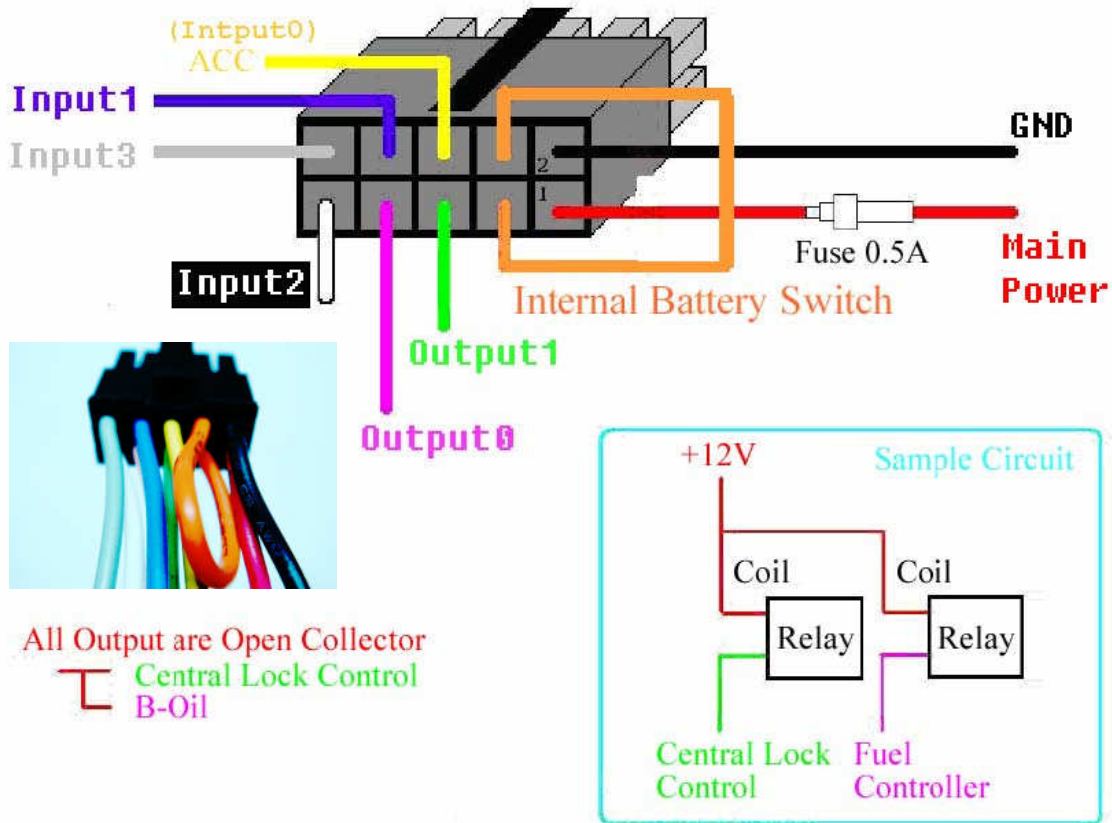 (Intput0)
ACC
Input1
Input3
GND
2
1
Fuse 0.5A
Main
Power
Input2
Internal Battery Switch
Output1
Output0
+12V
Sample Circuit
Coil
Coil
Relay
Relay
All Output are Open Collector
Central Lock Control
B-Oil
Central Lock
Control
Fuel
Controller